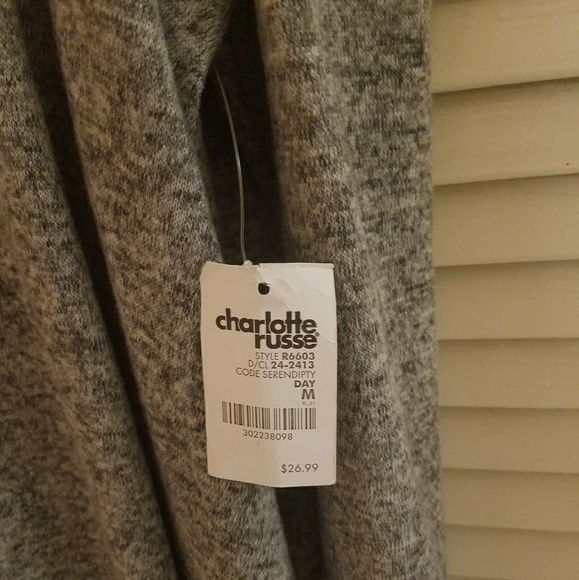 charlotte
russe
STYLE R6603
D/CL 24-2413
CODE SERENDIPTY
DAY
M
302238098
$26.99